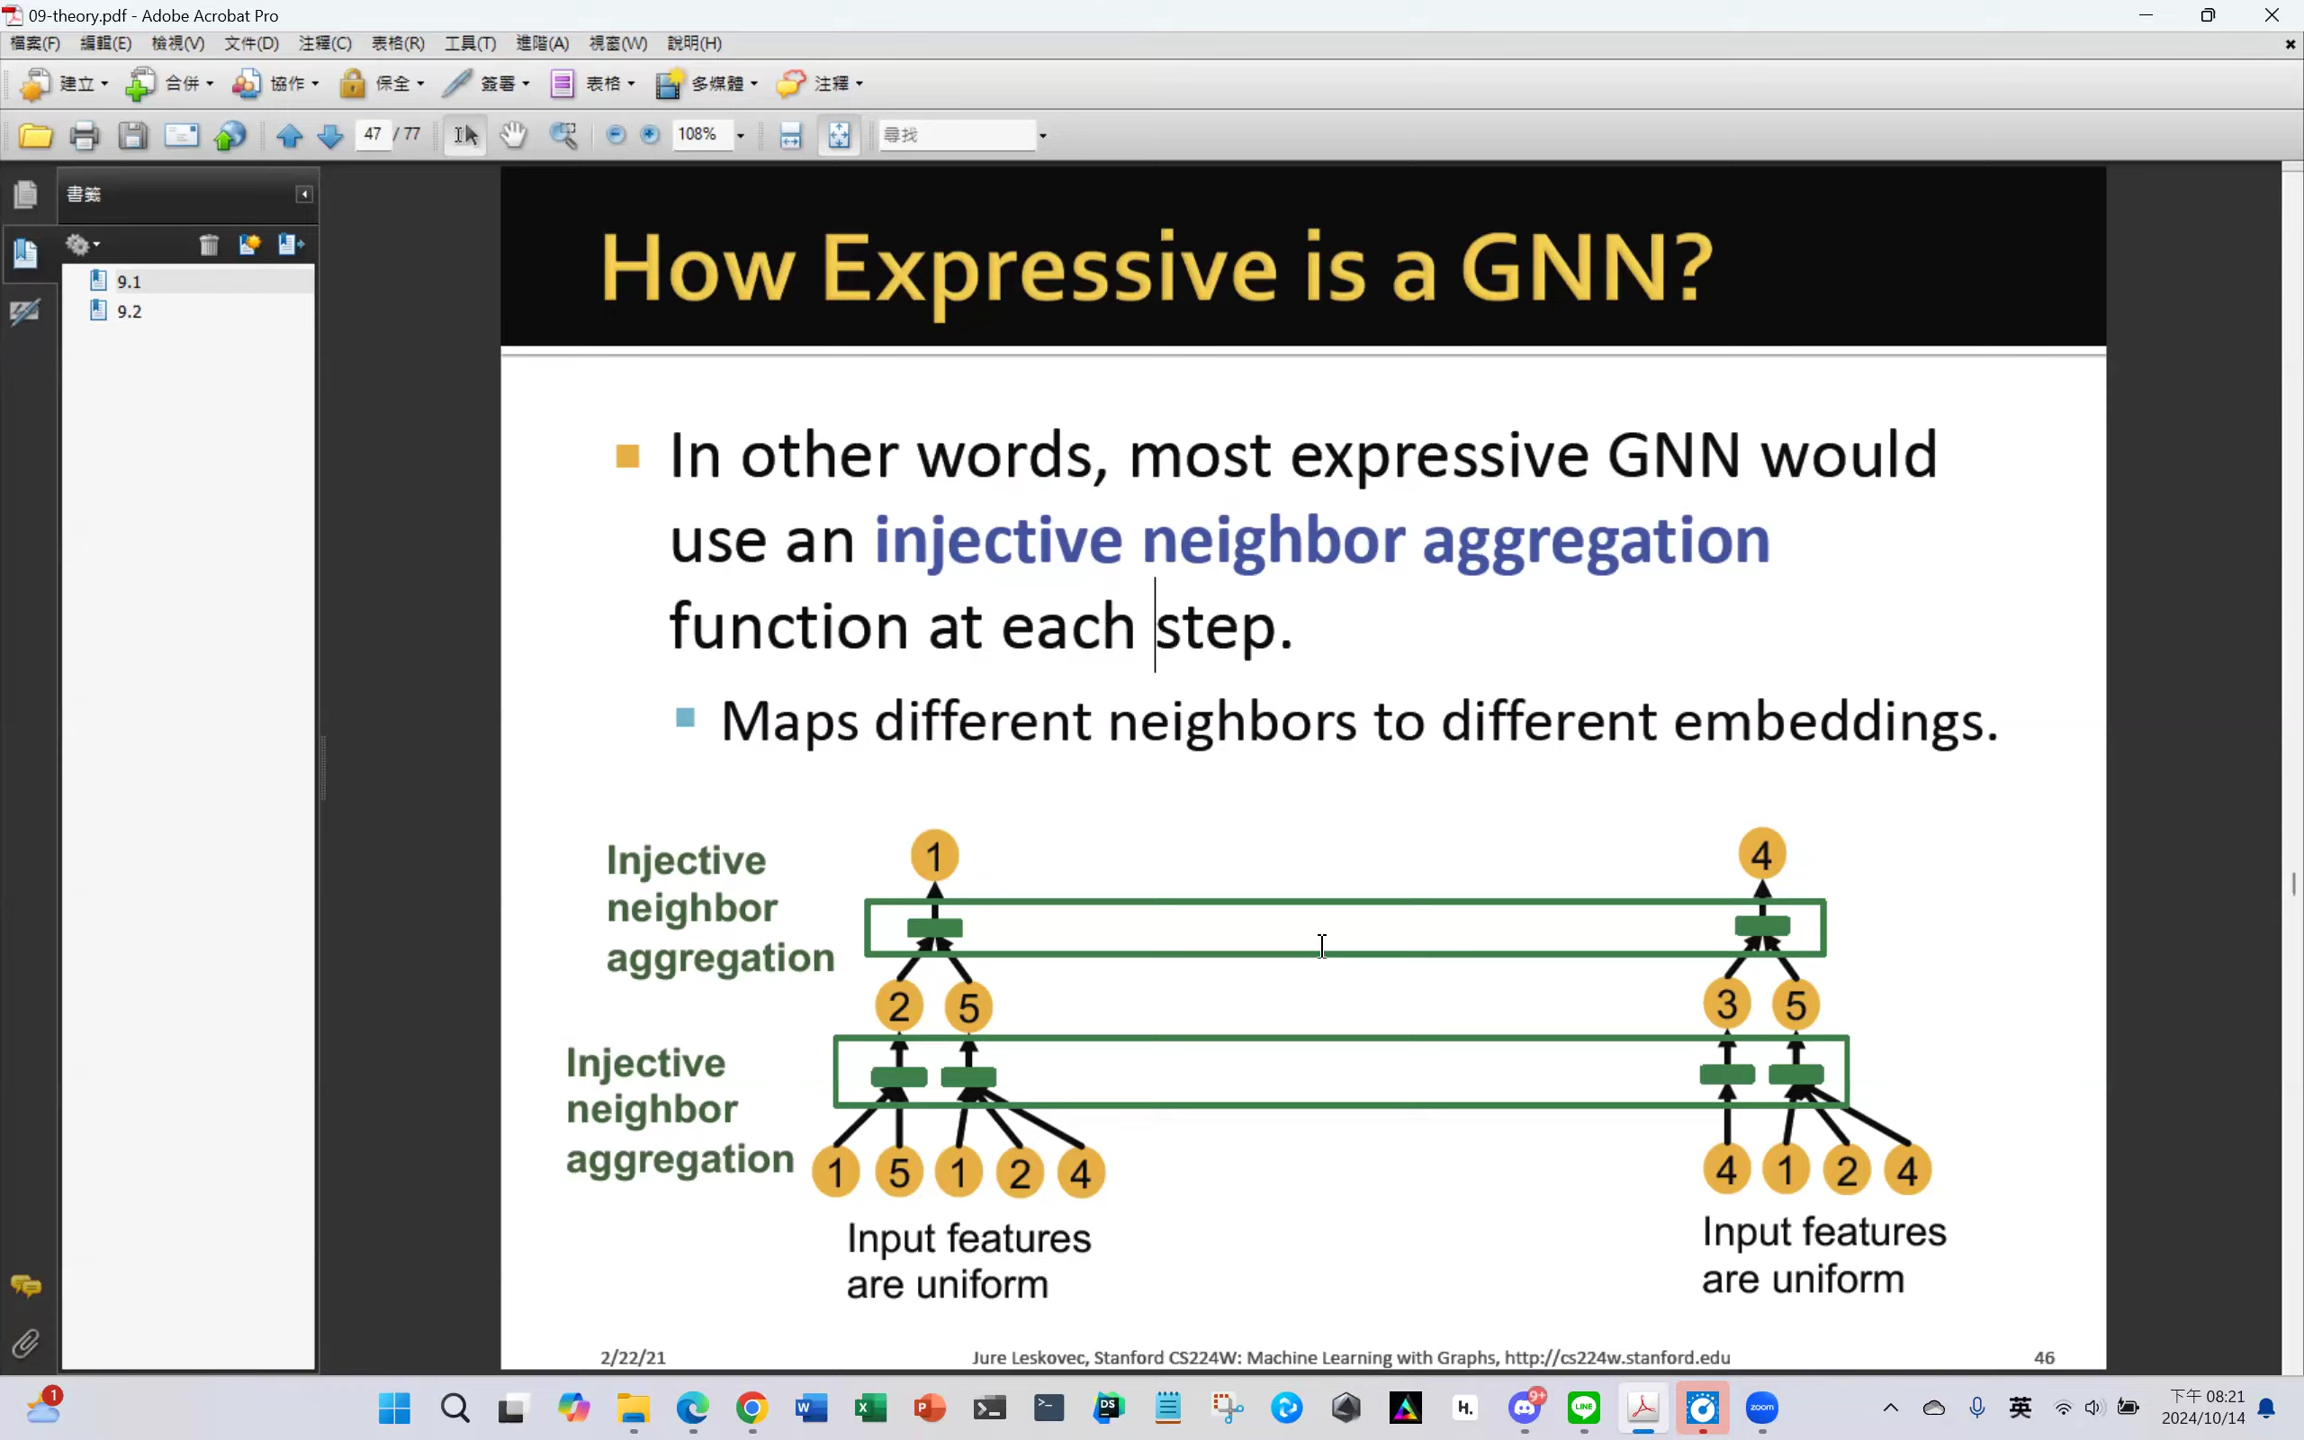 09-theory.pdf - Adobe Acrobat Pro
檔案(F) 編輯(E) 檢視(V) 文件(D) 注釋(C) 表格(R) 工具(T) 進階(A) 視窗(W) 說明(H)
建立 合併 協作 保全 簽署 表格 多媒體 注釋
47 / 77 108% 尋找
書籤
9.1
9.2
How Expressive is a GNN?
In other words, most expressive GNN would
use an injective neighbor aggregation
function at each step.
Maps different neighbors to different embeddings.
Injective
neighbor
aggregation
1 4
2 5 3 5
Injective
neighbor
aggregation
1 5 1 2 4 4 1 2 4
Input features
are uniform
Input features
are uniform
2/22/21 Jure Leskovec, Stanford CS224W: Machine Learning with Graphs, http://cs224w.stanford.edu 46
1
DS
H.
9+
LINE
zoom
英
下午 08:21
2024/10/14